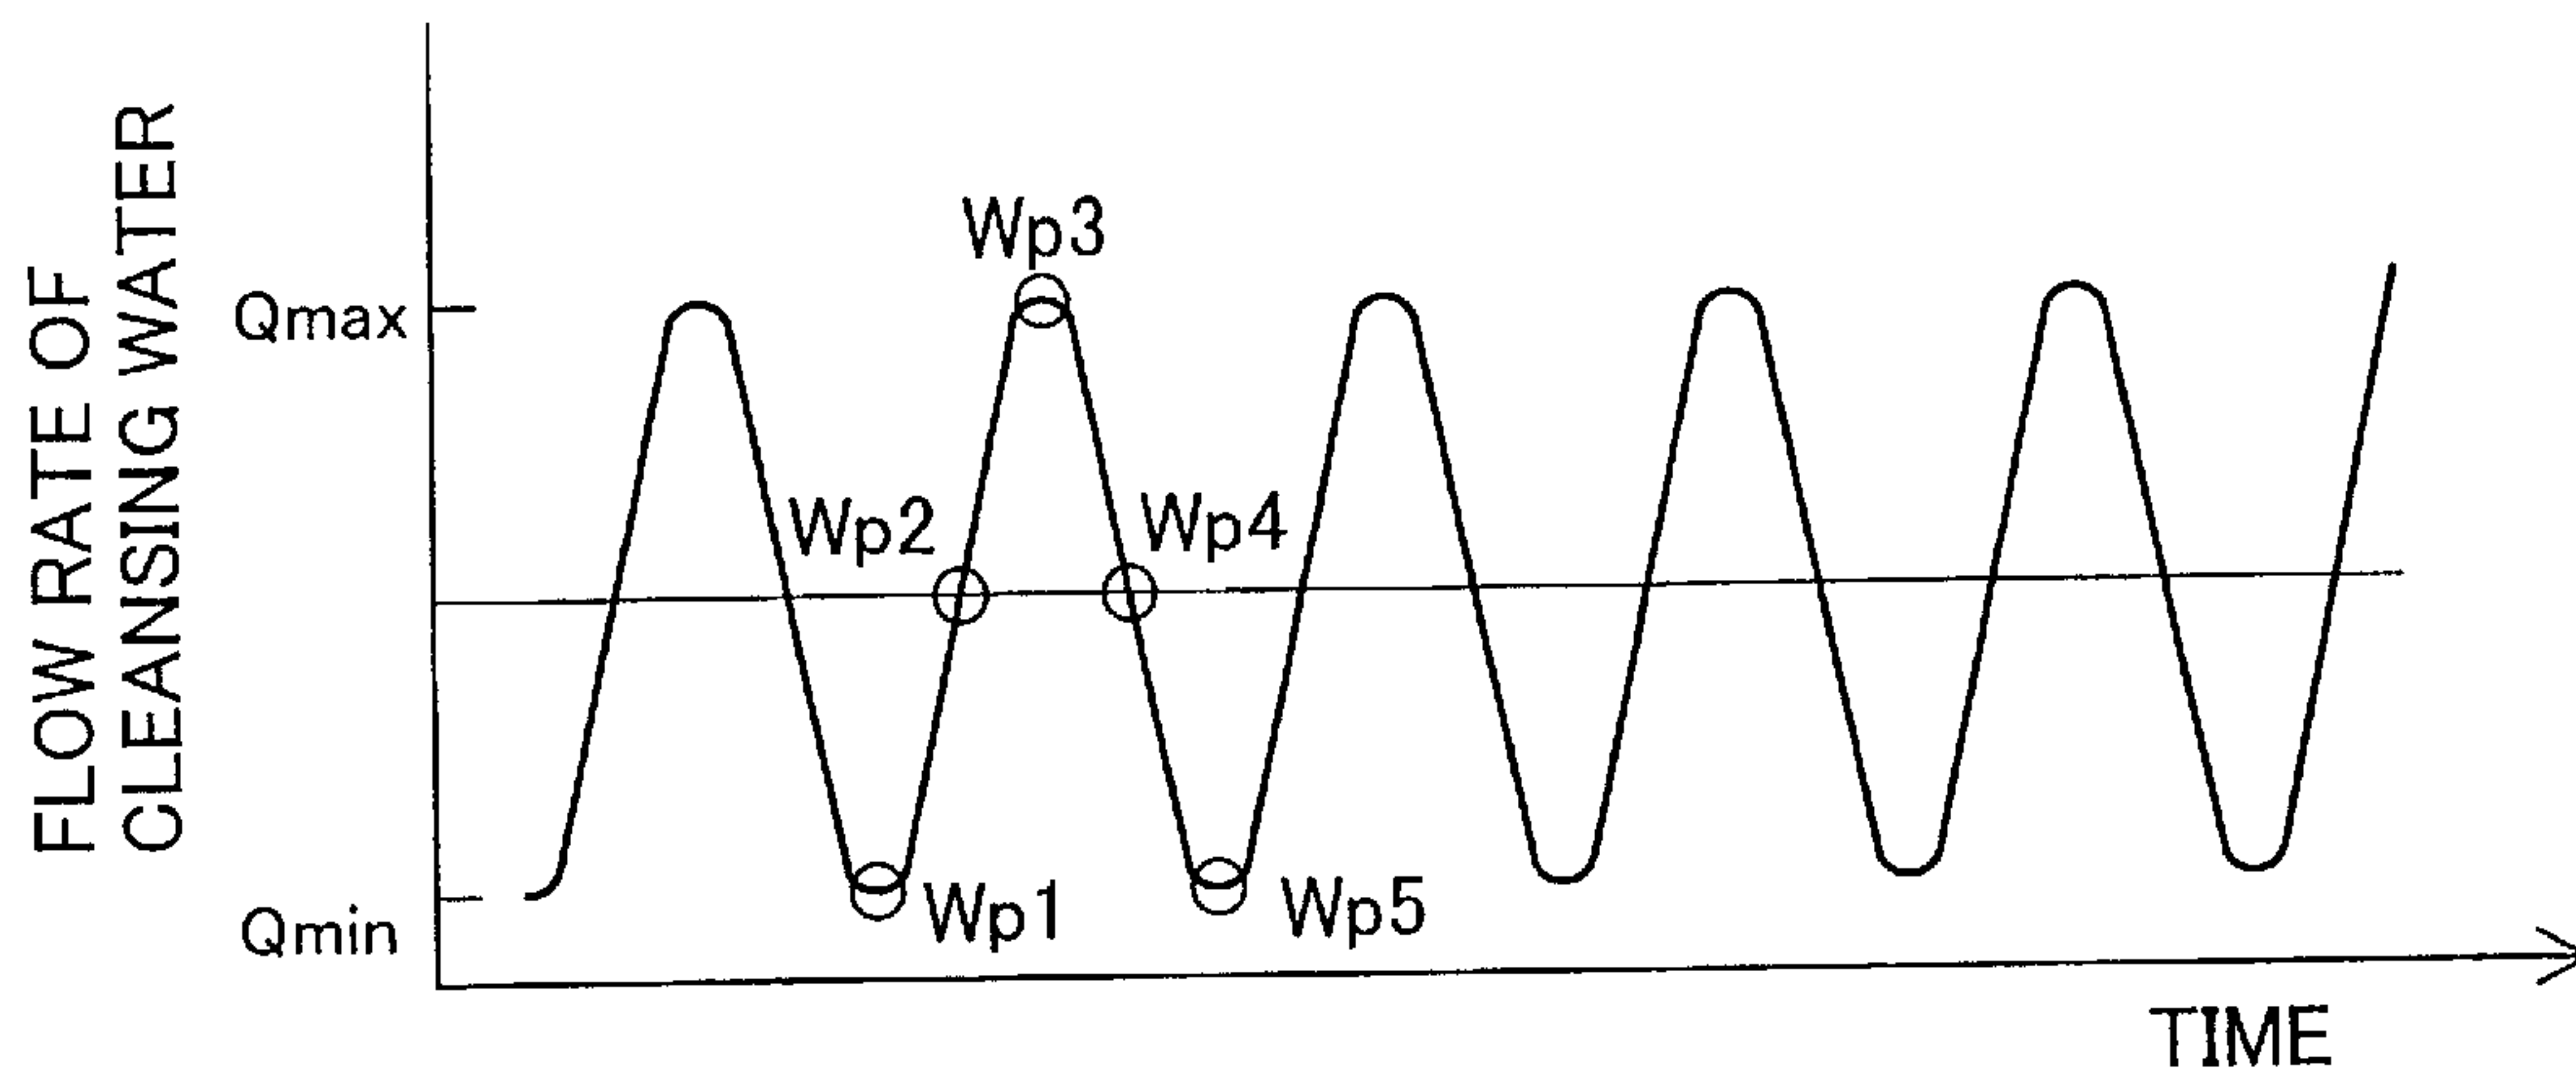 FLOW RATE OF
CLEANSING WATER
Qmax
Qmin
Wp3
Wp2
Wp4
Wp1
Wp5
TIME